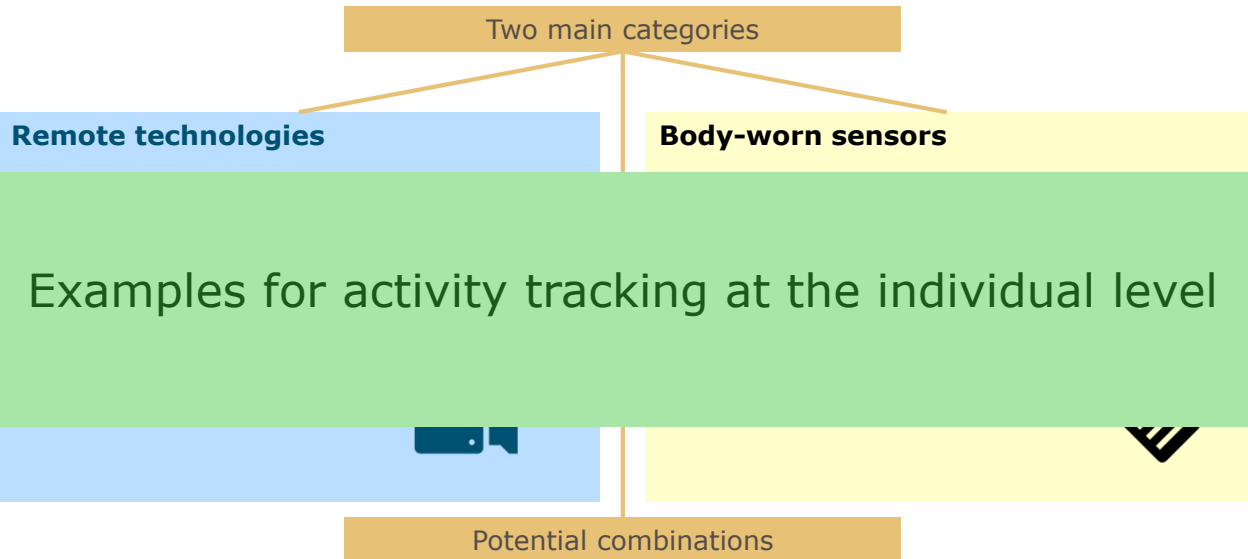 Two main categories
Remote technologies
Body-worn sensors
Examples for activity tracking at the individual level
Potential combinations